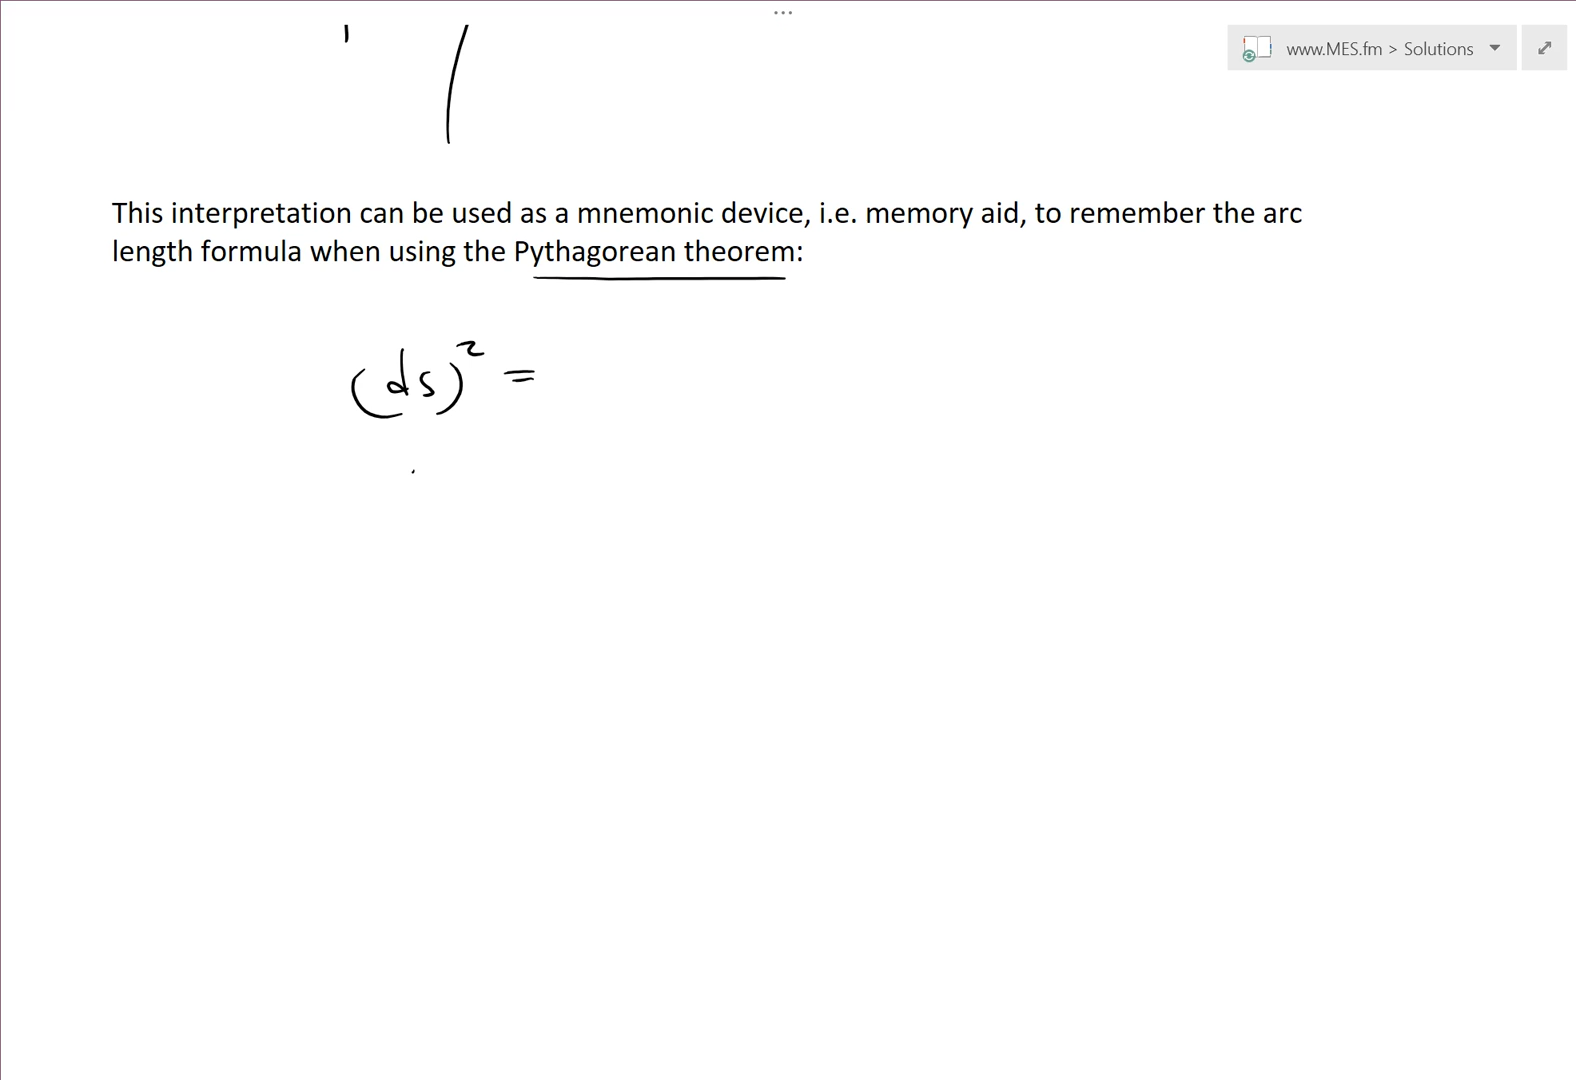 www.MES.fm > Solutions
This interpretation can be used as a mnemonic device, i.e. memory aid, to remember the arc
length formula when using the Pythagorean theorem:
(ds)² =